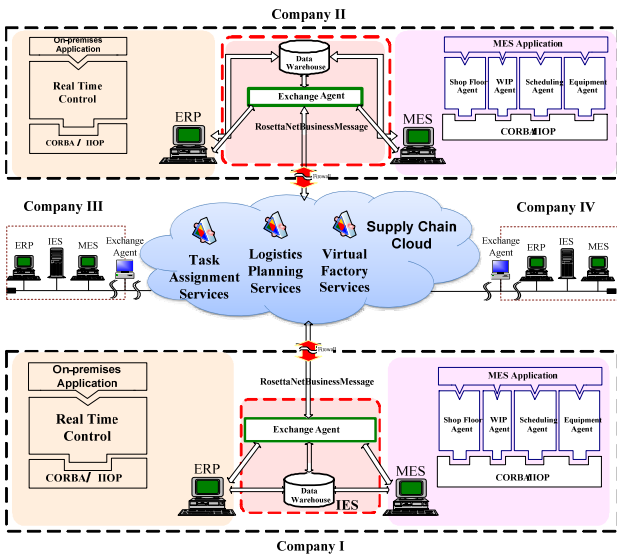 Company II
On-premises
Application
Real Time
Control
CORBA/ IIOP
ERP
Data
Warehouse
Exchange Agent
RosettaNetBusinessMessage
Firewall
MES
MES Application
Shop Floor
Agent
WIP
Agent
Scheduling
Agent
Equipment
Agent
CORBA/IIOP
Company III
ERP
IES
MES
Exchange
Agent
Supply Chain
Cloud
Task
Assignment
Services
Logistics
Planning
Services
Virtual
Factory
Services
Company IV
Exchange
Agent
ERP
IES
MES
Firewall
RosettaNetBusinessMessage
On-premises
Application
Real Time
Control
CORBA/ IIOP
ERP
Exchange Agent
Data
Warehouse
IES
MES
MES Application
Shop Floor
Agent
WIP
Agent
Scheduling
Agent
Equipment
Agent
CORBA/IIOP
Company I